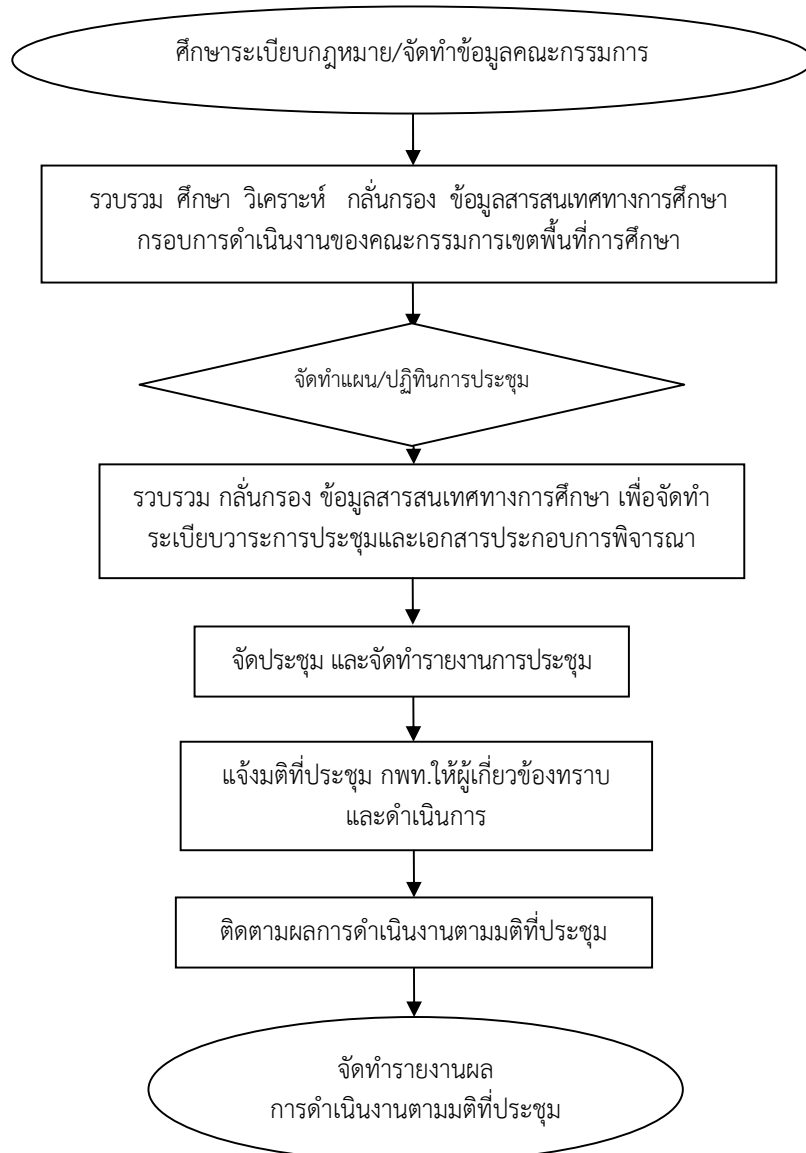 ศึกษาระเบียบกฎหมาย/จัดทำข้อมูลคณะกรรมการ
รวบรวม ศึกษา วิเคราะห์ กลั่นกรอง ข้อมูลสารสนเทศทางการศึกษา
กรอบการดำเนินงานของคณะกรรมการเขตพื้นที่การศึกษา
จัดทำแผน/ปฏิทินการประชุม
รวบรวม กลั่นกรอง ข้อมูลสารสนเทศทางการศึกษา เพื่อจัดทำ
ระเบียบวาระการประชุมและเอกสารประกอบการพิจารณา
จัดประชุม และจัดทำรายงานการประชุม
แจ้งมติที่ประชุม กพท.ให้ผู้เกี่ยวข้องทราบ
และดำเนินการ
ติดตามผลการดำเนินงานตามมติที่ประชุม
จัดทำรายงานผล
การดำเนินงานตามมติที่ประชุม